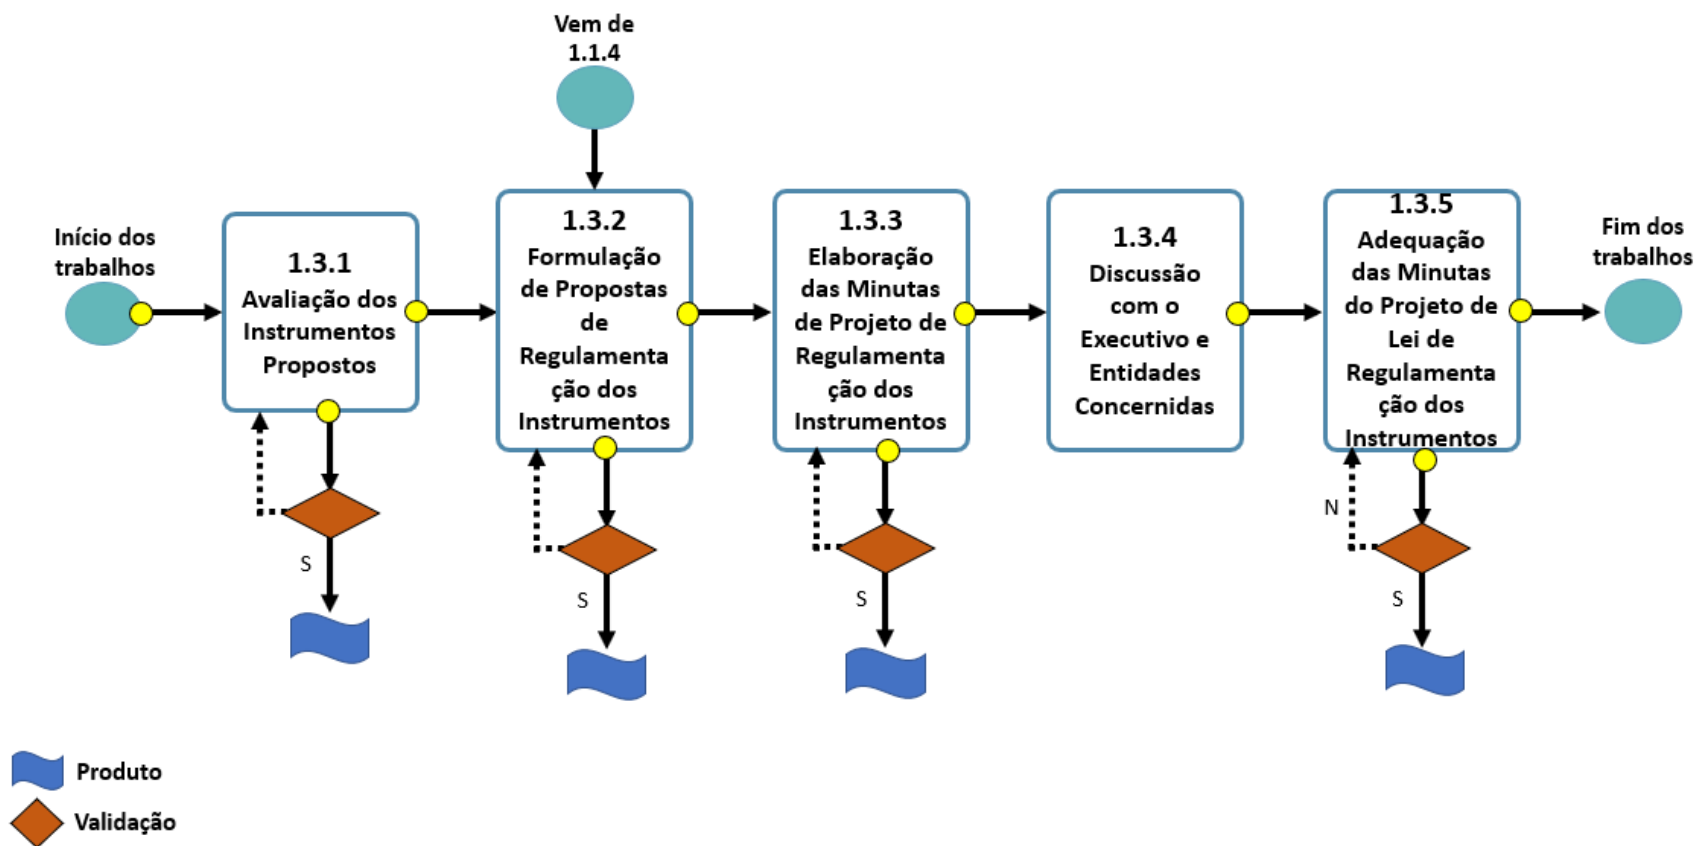 Vem de
1.1.4
Início dos
trabalhos
1.3.1
Avaliação dos
Instrumentos
Propostos
S
1.3.2
Formulação
de Propostas
de
Regulamenta
ção dos
Instrumentos
S
1.3.3
Elaboração
das Minutas
de Projeto de
Regulamenta
ção dos
Instrumentos
S
1.3.4
Discussão
com o
Executivo e
Entidades
Concernidas
1.3.5
Adequação
das Minutas
do Projeto de
Lei de
Regulamenta
ção dos
Instrumentos
N
S
Fim dos
trabalhos
Produto
Validação